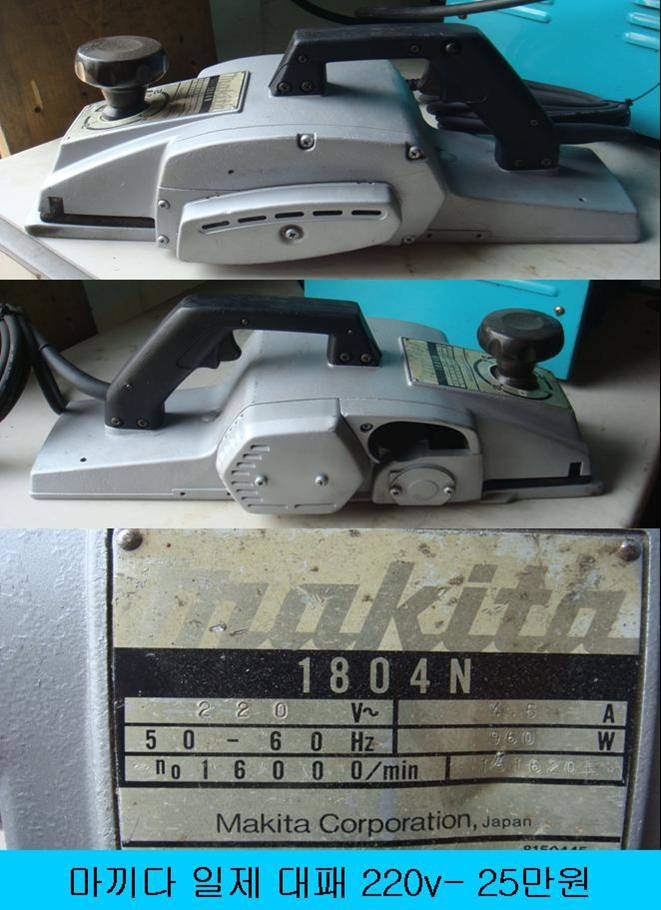 makita
1804N
220 V~ 4.6 A
50-60 Hz 960 W
no 16000/min
Makita Corporation, Japan
마끼다 일제 대패 220v- 25만원